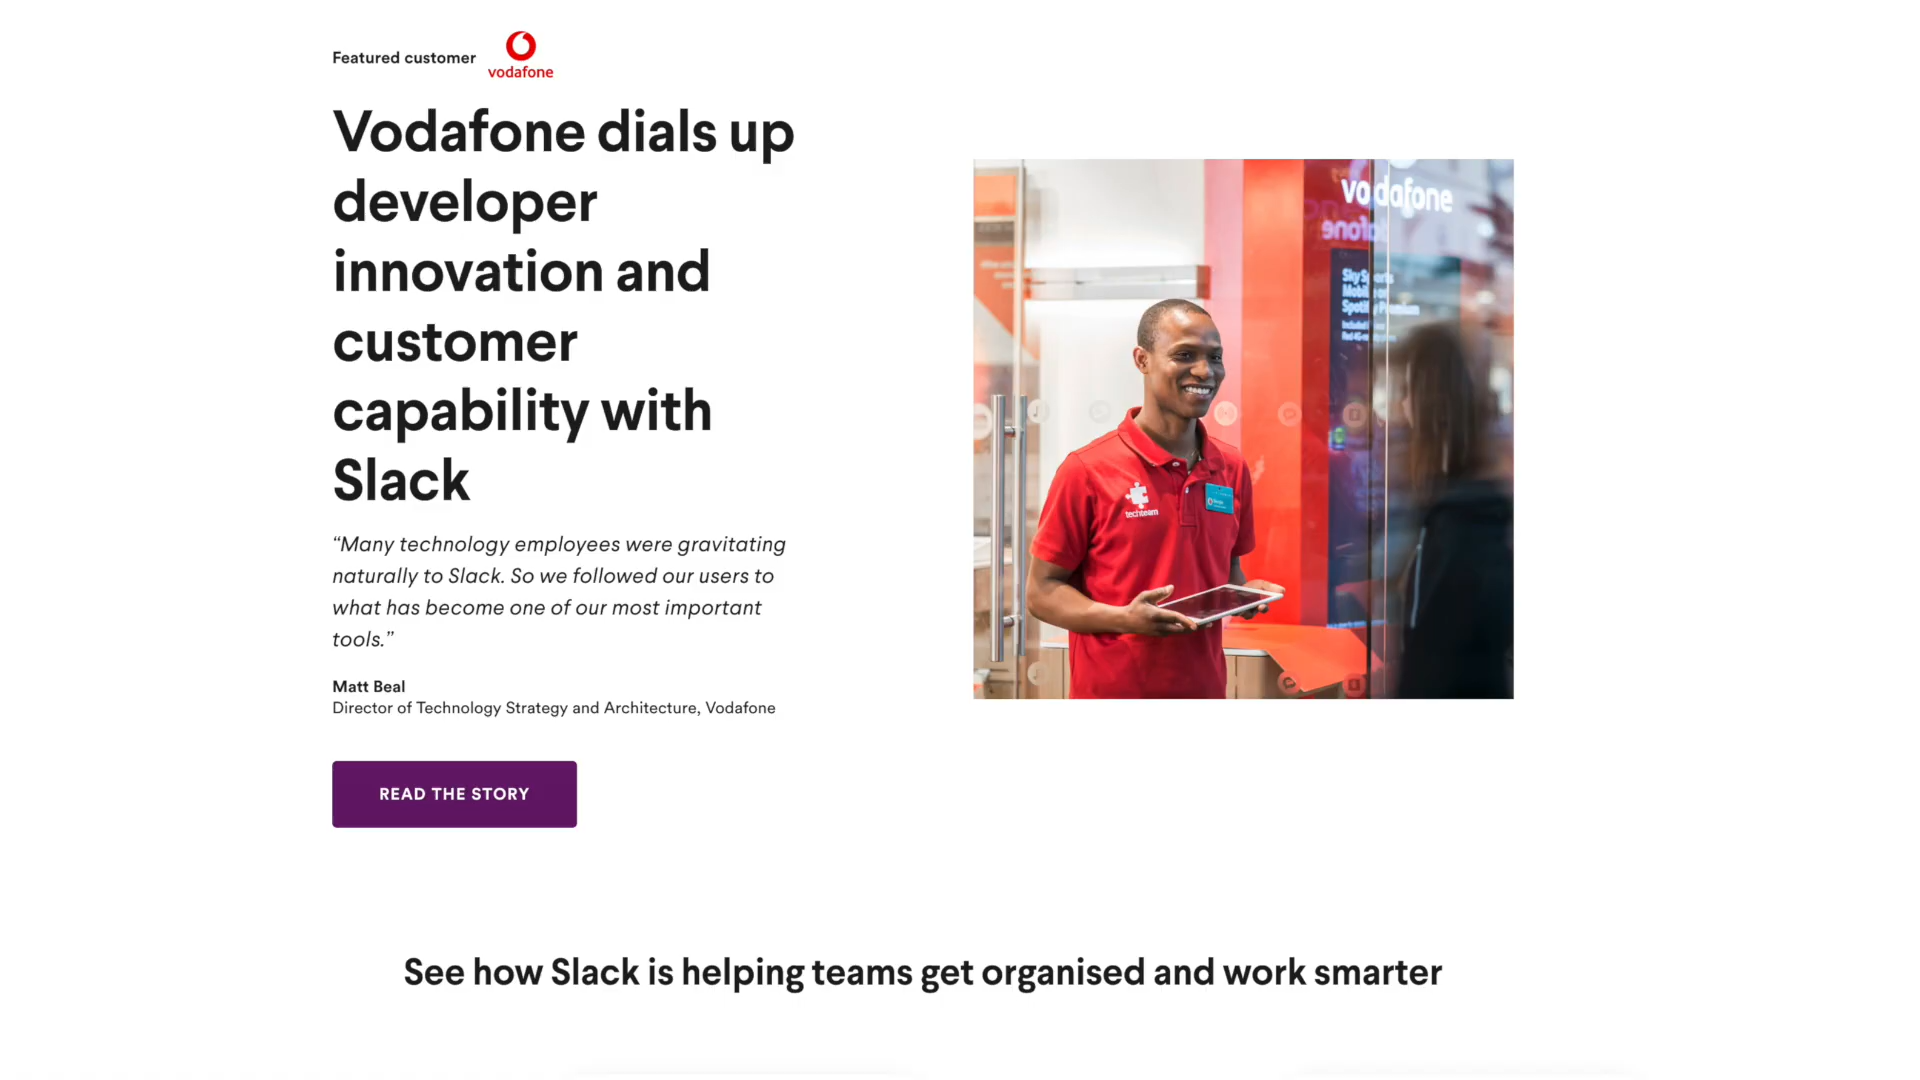 Featured customer
vodafone
Vodafone dials up
developer
innovation and
customer
capability with
Slack
“Many technology employees were gravitating
naturally to Slack. So we followed our users to
what has become one of our most important
tools.”
Matt Beal
Director of Technology Strategy and Architecture, Vodafone
READ THE STORY
vodafone
techteam
See how Slack is helping teams get organised and work smarter